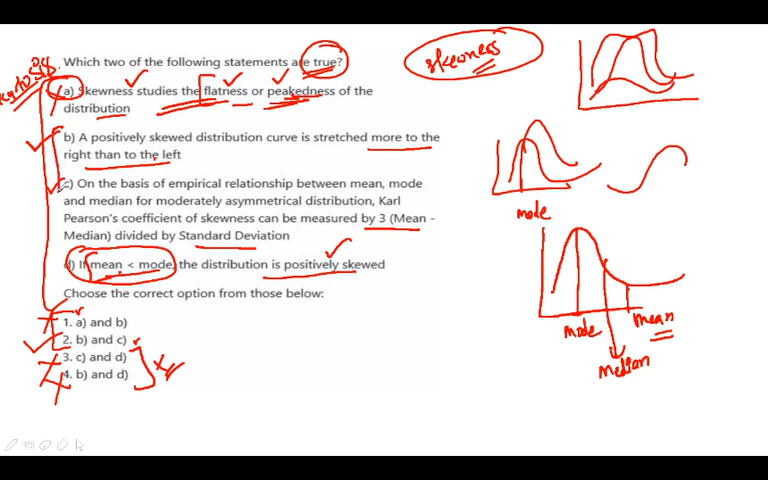 Kurtosis
Which two of the following statements are true?
a) Skewness studies the flatness or peakedness of the
distribution
b) A positively skewed distribution curve is stretched more to the
right than to the left
c) On the basis of empirical relationship between mean, mode
and median for moderately asymmetrical distribution, Karl
Pearson's coefficient of skewness can be measured by 3 (Mean -
Median) divided by Standard Deviation
d) If mean < mode, the distribution is positively skewed
Choose the correct option from those below:
1. a) and b)
2. b) and c)
3. c) and d)
4. b) and d)
skewness
mode
mode
mean
Median